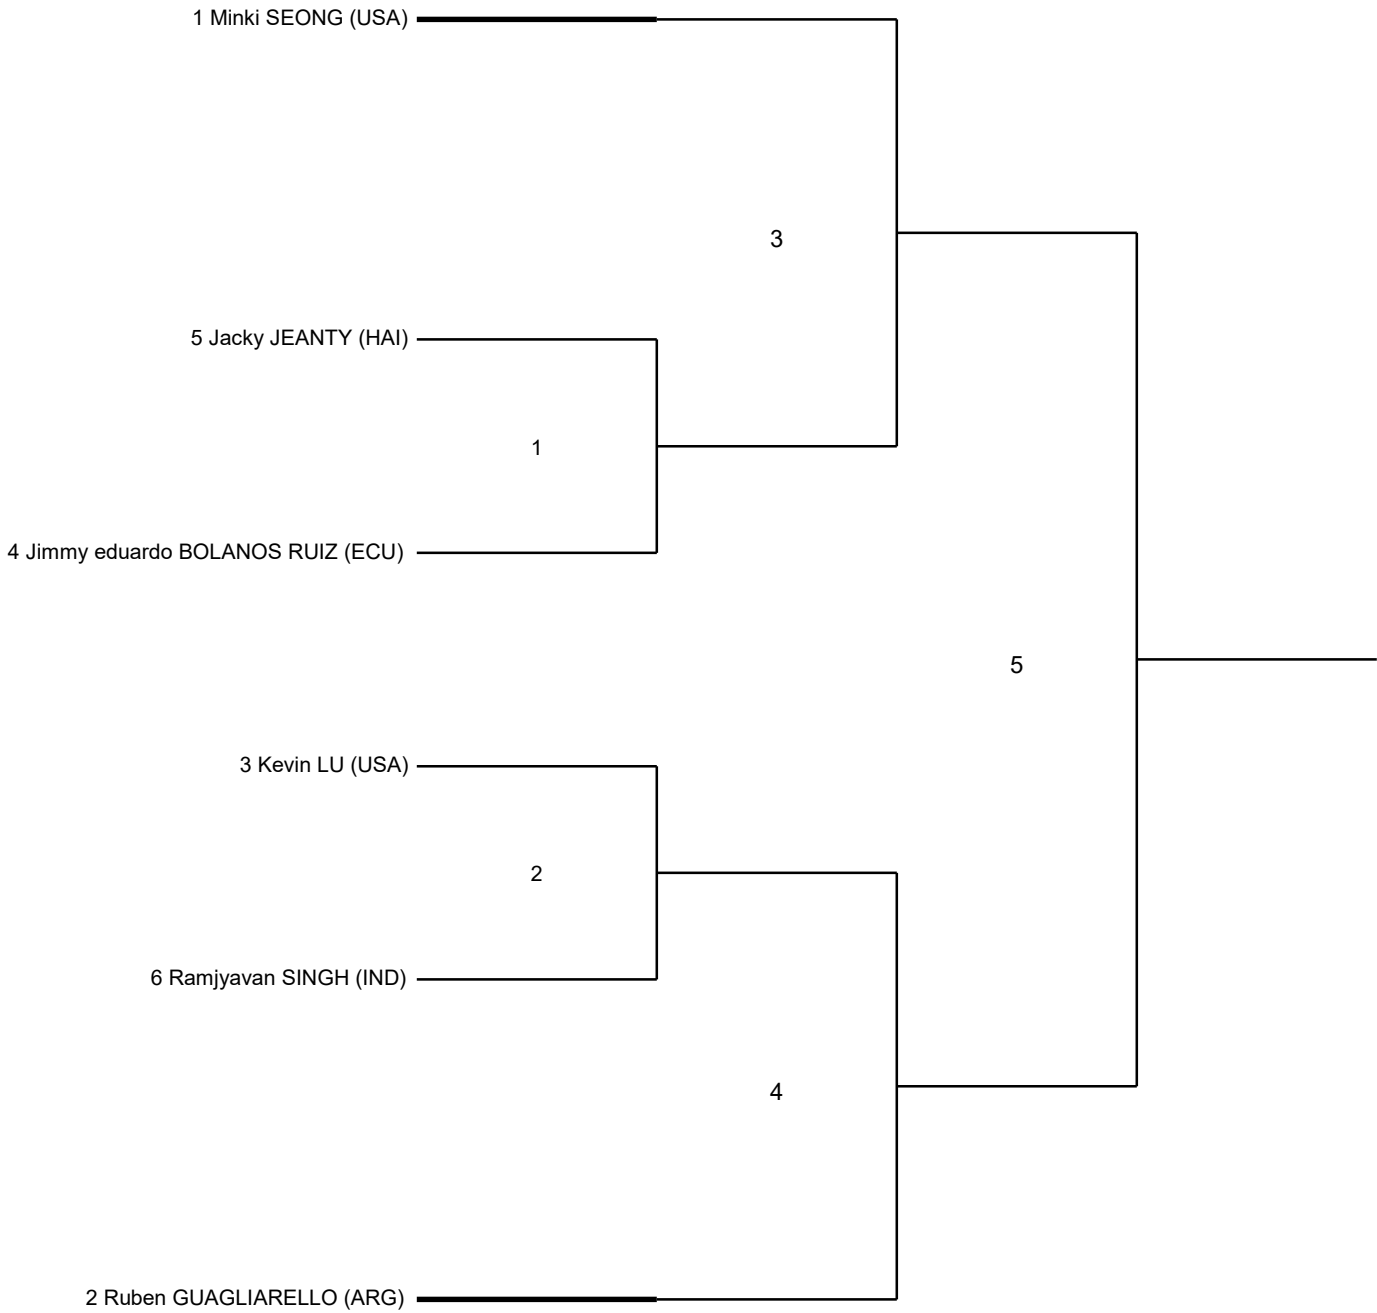 1 Minki SEONG (USA)
3
5 Jacky JEANTY (HAI)
1
4 Jimmy eduardo BOLANOS RUIZ (ECU)
5
3 Kevin LU (USA)
2
6 Ramjyavan SINGH (IND)
4
2 Ruben GUAGLIARELLO (ARG)